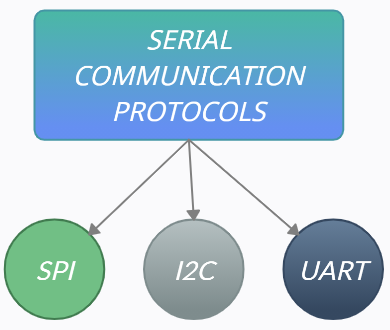 SERIAL
COMMUNICATION
PROTOCOLS
SPI
I2C
UART